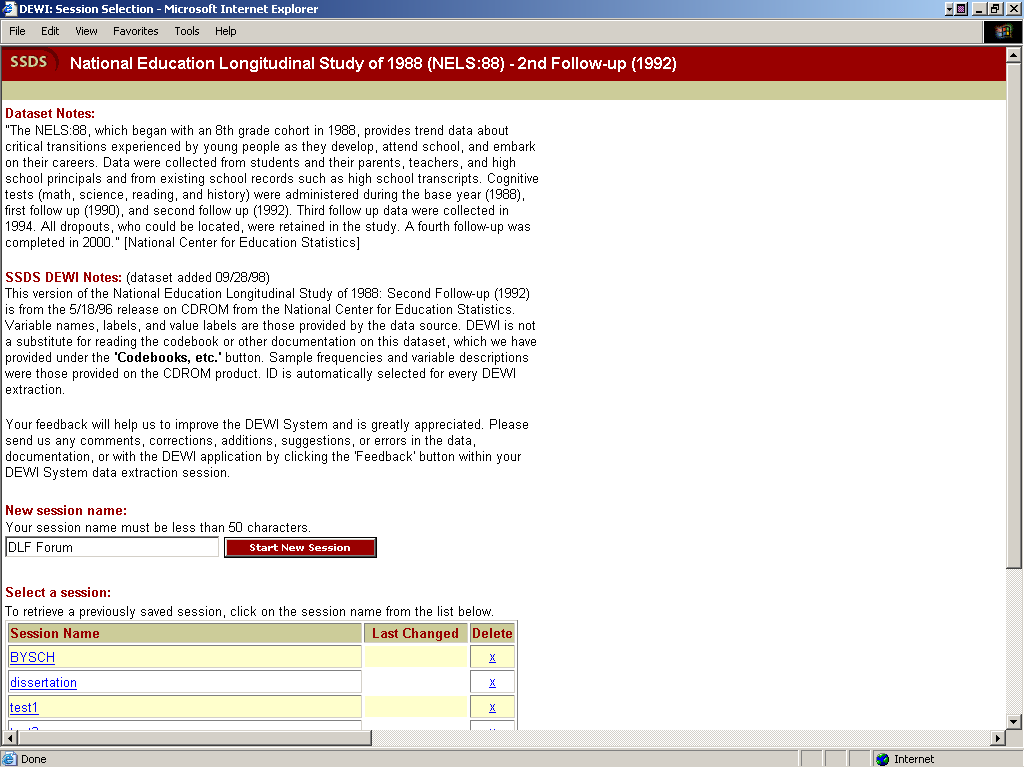 DEWI: Session Selection - Microsoft Internet Explorer
File Edit View Favorites Tools Help
SSDS National Education Longitudinal Study of 1988 (NELS:88) - 2nd Follow-up (1992)
Dataset Notes:
"The NELS:88, which began with an 8th grade cohort in 1988, provides trend data about
critical transitions experienced by young people as they develop, attend school, and embark
on their careers. Data were collected from students and their parents, teachers, and high
school principals and from existing school records such as high school transcripts. Cognitive
tests (math, science, reading, and history) were administered during the base year (1988),
first follow up (1990), and second follow up (1992). Third follow up data were collected in
1994. All dropouts, who could be located, were retained in the study. A fourth follow-up was
completed in 2000." [National Center for Education Statistics]
SSDS DEWI Notes: (dataset added 09/28/98)
This version of the National Education Longitudinal Study of 1988: Second Follow-up (1992)
is from the 5/18/96 release on CDROM from the National Center for Education Statistics.
Variable names, labels, and value labels are those provided by the data source. DEWI is not
a substitute for reading the codebook or other documentation on this dataset, which we have
provided under the 'Codebooks, etc.' button. Sample frequencies and variable descriptions
were those provided on the CDROM product. ID is automatically selected for every DEWI
extraction.
Your feedback will help us to improve the DEWI System and is greatly appreciated. Please
send us any comments, corrections, additions, suggestions, or errors in the data,
documentation, or with the DEWI application by clicking the 'Feedback' button within your
DEWI System data extraction session.
New session name:
Your session name must be less than 50 characters.
DLF Forum Start New Session
Select a session:
To retrieve a previously saved session, click on the session name from the list below.
Session Name Last Changed Delete
BYSCH x
dissertation x
test1 x
Done Internet